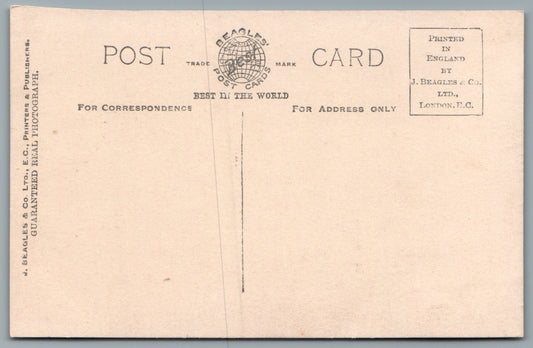 POST CARD
TRADE MARK
BEAGLES'
Best
POST CARDS
BEST IN THE WORLD
FOR CORRESPONDENCE
FOR ADDRESS ONLY
PRINTED
IN
ENGLAND
BY
J. BEAGLES & Co.
LTD.,
LONDON. E.C.
J. BEAGLES & CO. LTD., E.C., PRINTERS & PUBLISHERS.
GUARANTEED REAL PHOTOGRAPH.